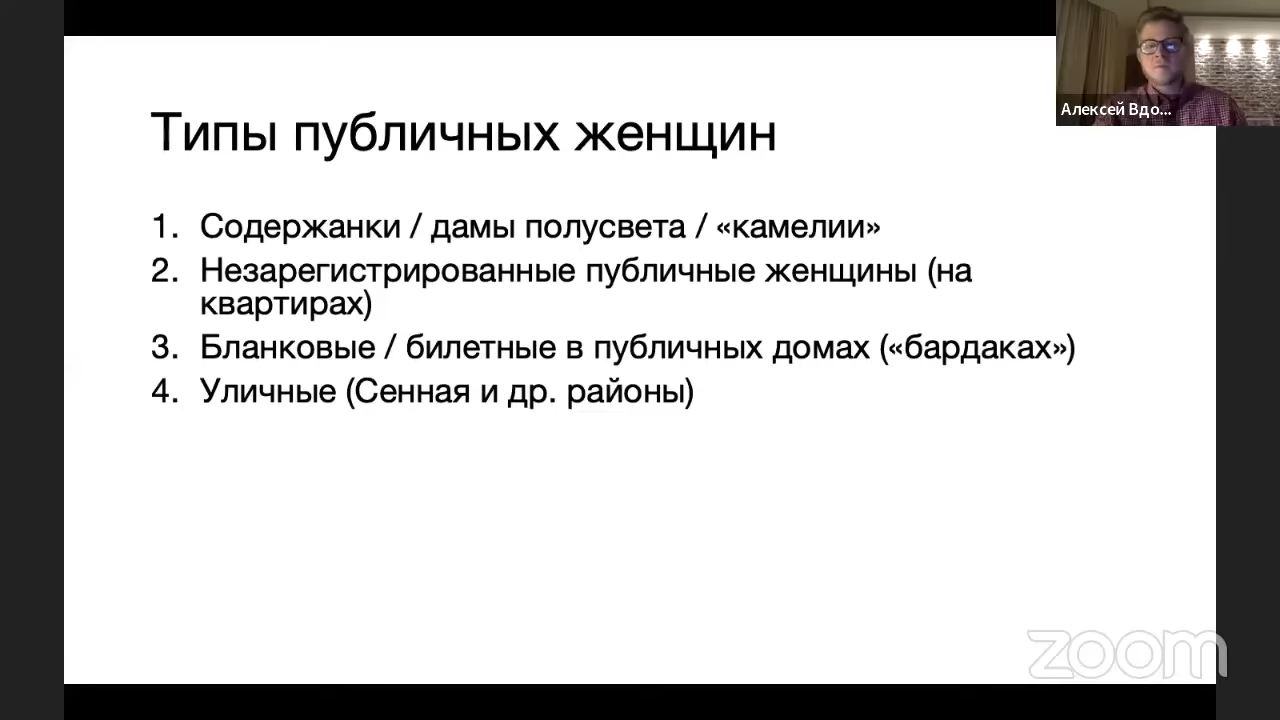 Типы публичных женщин
1. Содержанки / дамы полусвета / «камелии»
2. Незарегистрированные публичные женщины (на
квартирах)
3. Бланковые / билетные в публичных домах («бардаках»)
4. Уличные (Сенная и др. районы)
Алексей Вдо...
zoom